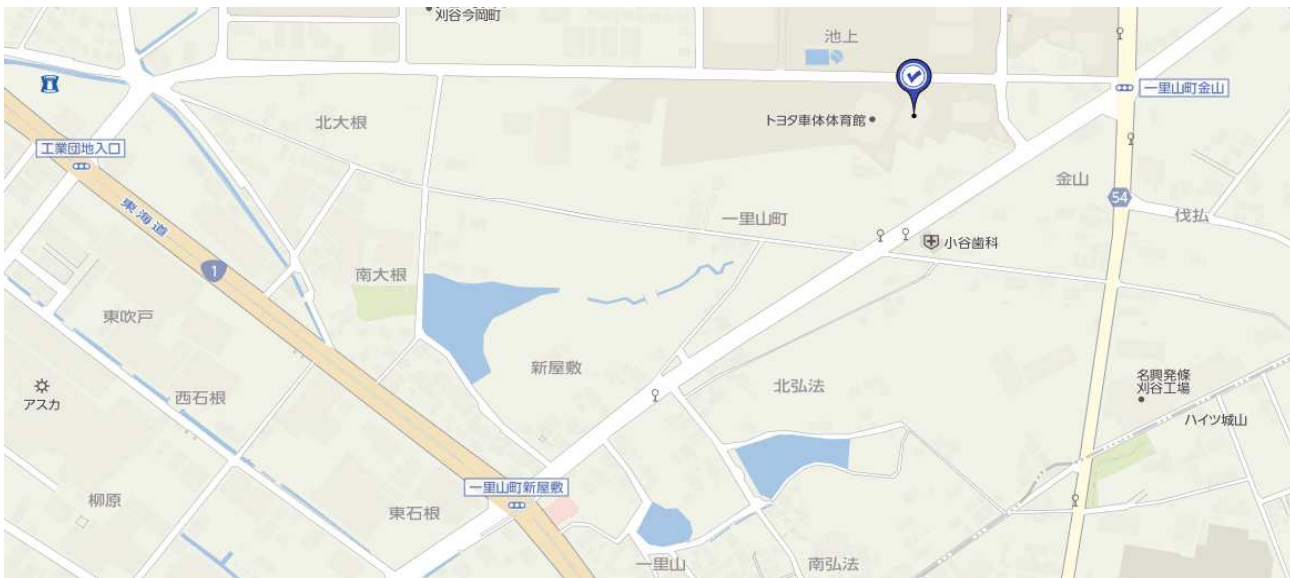 刈谷今岡町
池上
一里山町金山
トヨタ車体体育館
北大根
工業団地入口
金山
54
東海道
一里山町
伐払
小谷歯科
1
南大根
東吹戸
新屋敷
北弘法
名興発條
刈谷工場
アスカ
西石根
ハイツ城山
一里山町新屋敷
柳原
東石根
一里山
南弘法